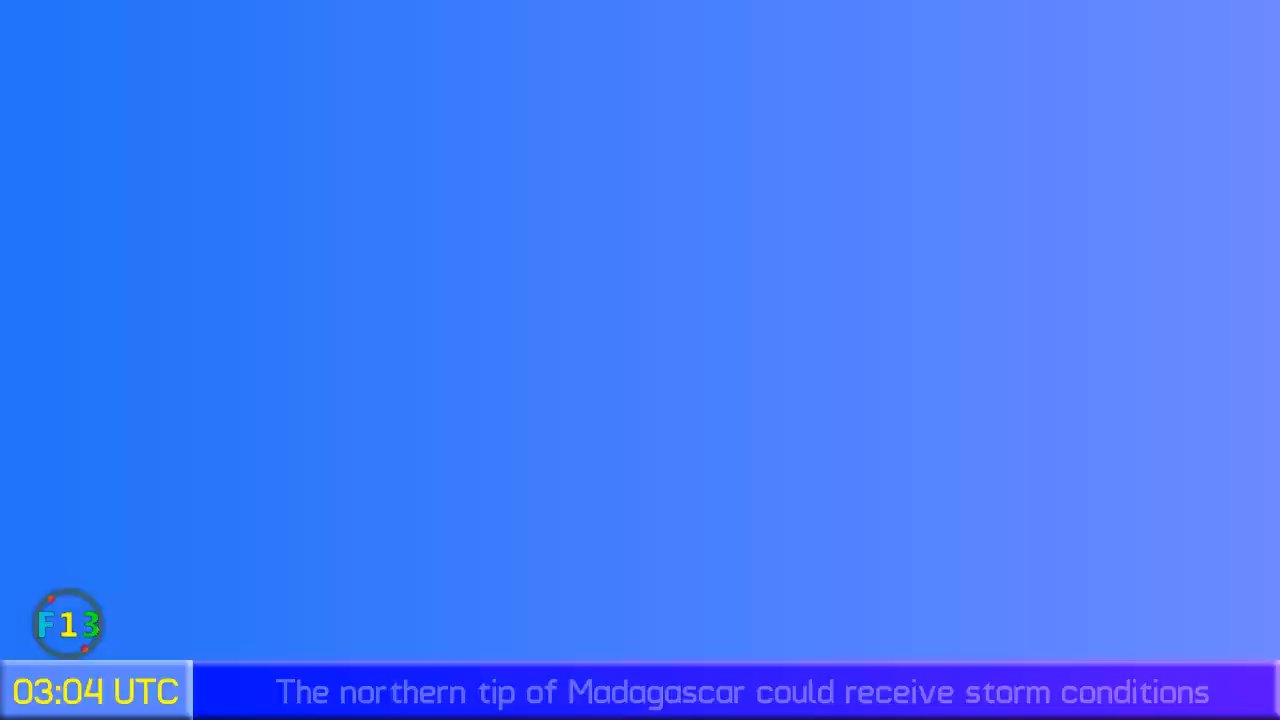 F13
03:04 UTC
The northern tip of Madagascar could receive storm conditions